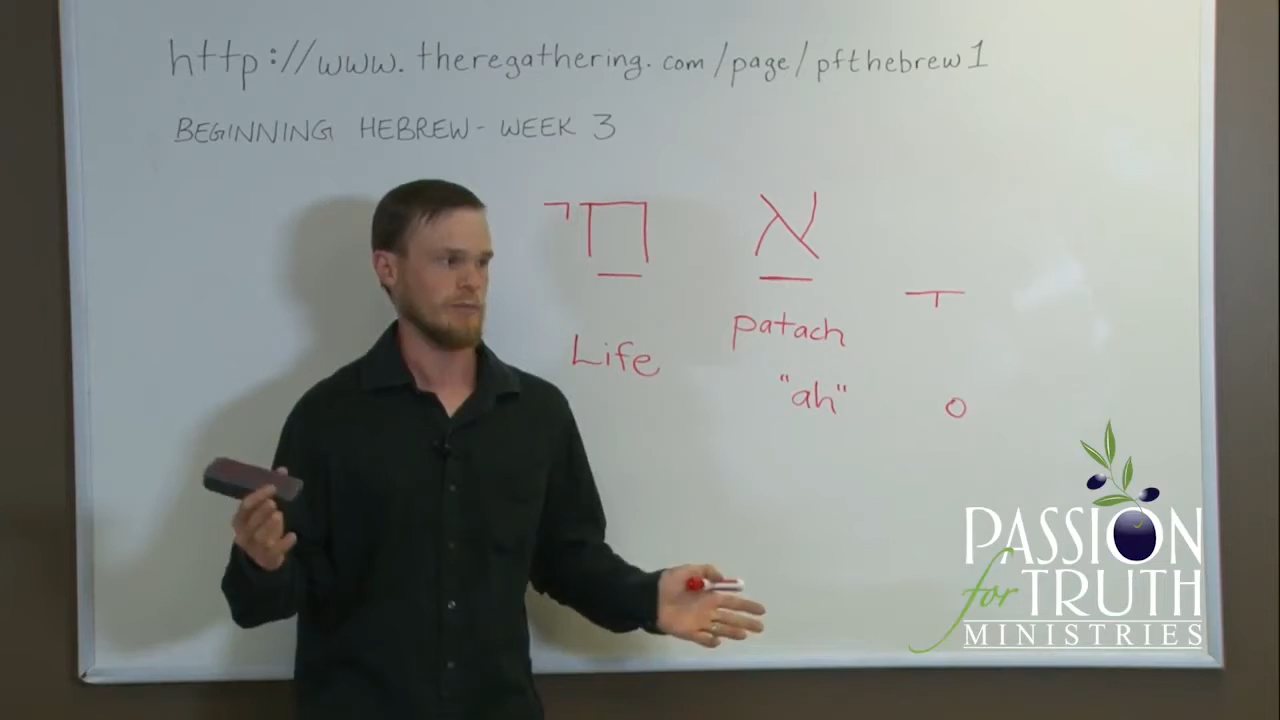 http://www.theregathering.com/page/pfthebrew1
BEGINNING HEBREW - WEEK 3
חַי
אַ
ָ
Life
patach
"ah"
o
PASSION
for TRUTH
MINISTRIES